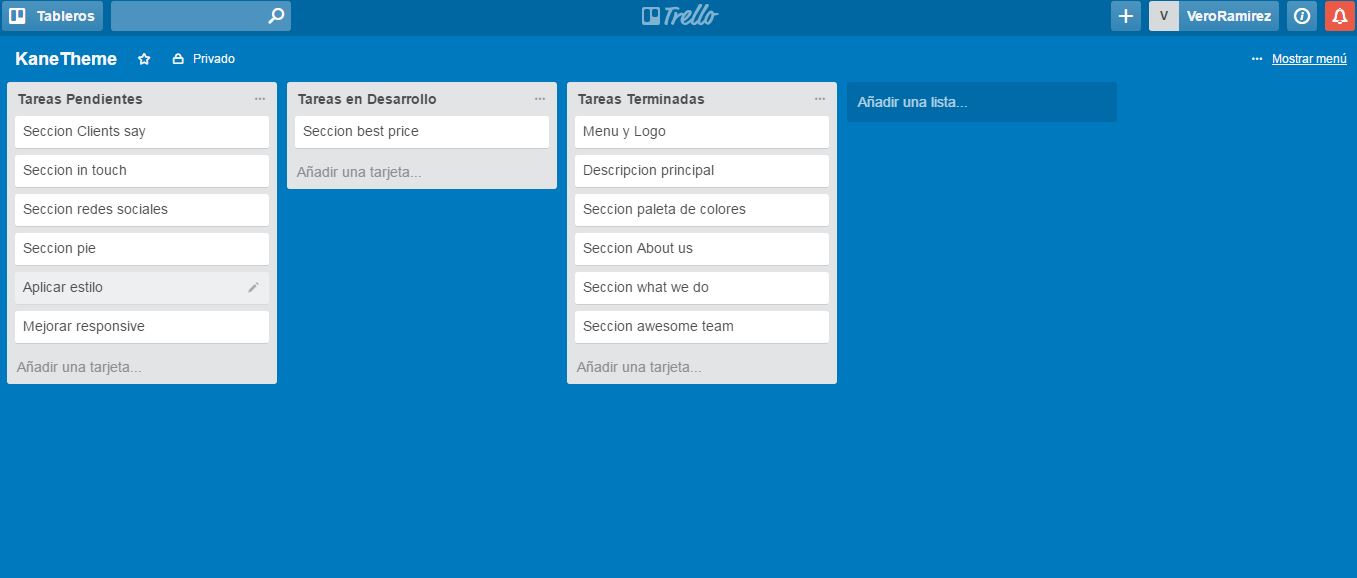 Tableros
Trello
V VeroRamirez
KaneTheme
Privado
Mostrar menú
Tareas Pendientes
Seccion Clients say
Seccion in touch
Seccion redes sociales
Seccion pie
Aplicar estilo
Mejorar responsive
Añadir una tarjeta...
Tareas en Desarrollo
Seccion best price
Añadir una tarjeta...
Tareas Terminadas
Menu y Logo
Descripcion principal
Seccion paleta de colores
Seccion About us
Seccion what we do
Seccion awesome team
Añadir una tarjeta...
Añadir una lista...